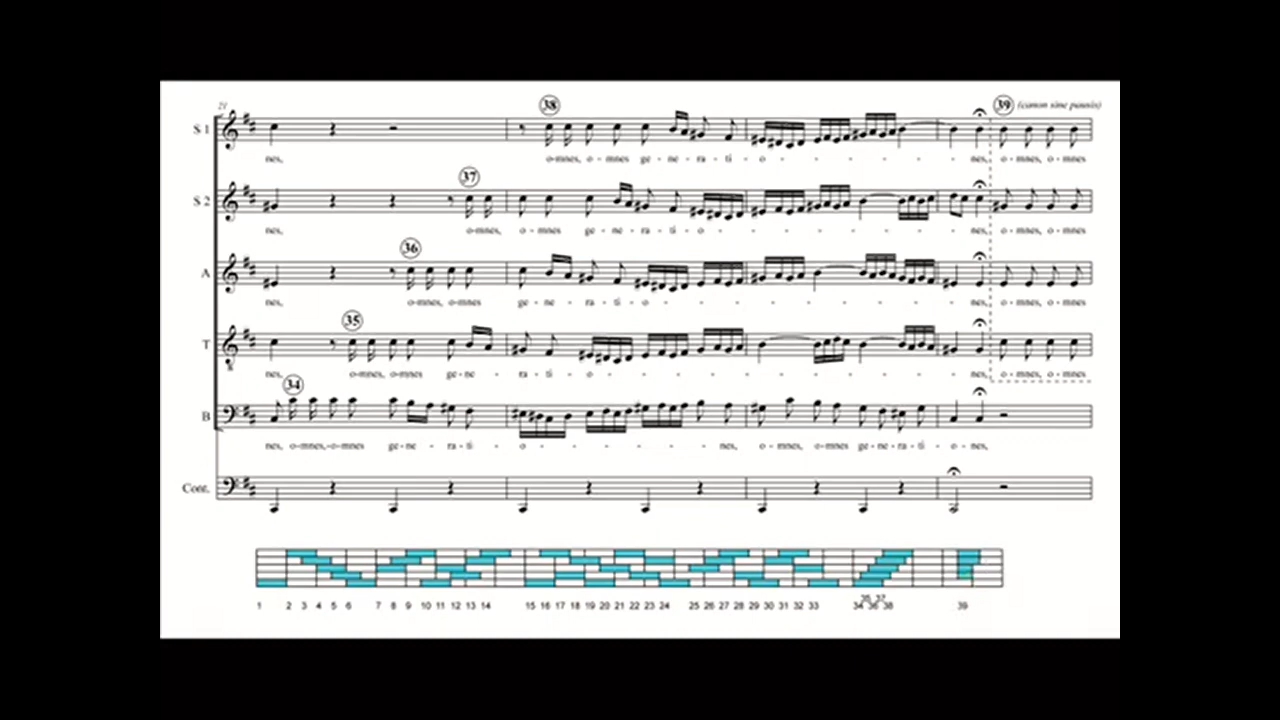 21
38
39 (canon sine pausis)
S 1
nes, o-mnes, o - mnes ge - ne - ra - ti - o - - - - - nes, o - mnes, o - mnes
37
S 2
nes, o-mnes, o - mnes ge - ne - ra - ti - o - - - - - - nes, o - mnes, o - mnes
36
A
nes, o-mnes, o-mnes ge - ne - ra - ti - o - - - - - - - nes, o - mnes, o - mnes
35
T
nes, o-mnes, o-mnes ge-ne- ra - ti - o - - - - - - - - nes, o - mnes, o - mnes
34
B
nes, o-mnes,-o-mnes ge-ne - ra - ti - o - - - - - nes, o - mnes, o-mnes ge-ne-ra-ti - o - nes,
Cont.
35 37
1 2 3 4 5 6 7 8 9 10 11 12 13 14 15 16 17 18 19 20 21 22 23 24 25 26 27 28 29 30 31 32 33 34 36 38 39